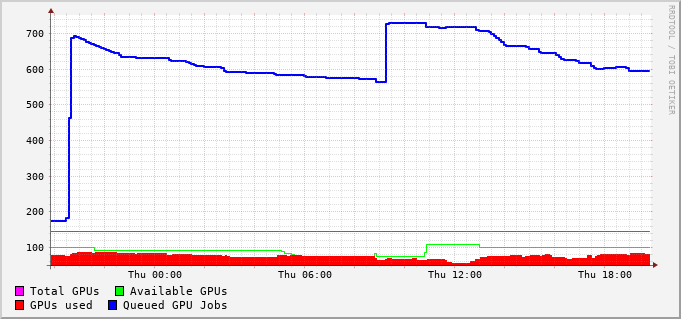 RRDTOOL / TOBI OETIKER
700
600
500
400
300
200
100
Thu 00:00 Thu 06:00 Thu 12:00 Thu 18:00
Total GPUs Available GPUs
GPUs used Queued GPU Jobs